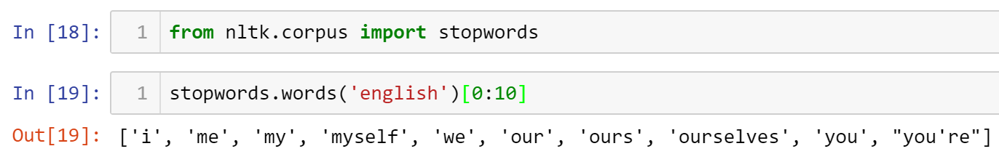 In [18]: 1 from nltk.corpus import stopwords
In [19]: 1 stopwords.words('english')[0:10]
Out[19]: ['i', 'me', 'my', 'myself', 'we', 'our', 'ours', 'ourselves', 'you', "you're"]